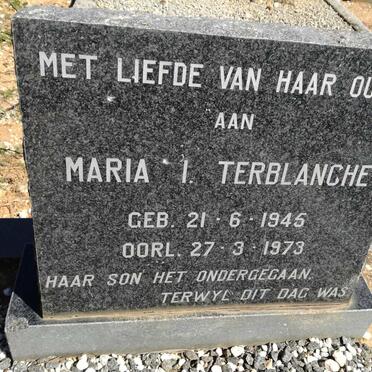 MET LIEFDE VAN HAAR OU
AAN
MARIA I. TERBLANCHE
GEB. 21·6·1945
OORL. 27·3·1973
HAAR SON HET ONDERGEGAAN.
TERWYL DIT DAG WAS